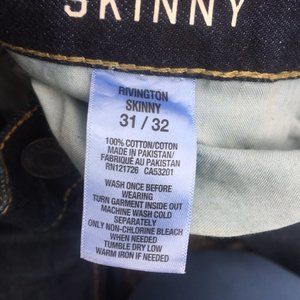 SKINNY
RIVINGTON
SKINNY
31 / 32
100% COTTON/COTON
MADE IN PAKISTAN/
FABRIQUÉ AU PAKISTAN
RN121726 CA53201
WASH ONCE BEFORE
WEARING
TURN GARMENT INSIDE OUT
MACHINE WASH COLD
SEPARATELY
ONLY NON-CHLORINE BLEACH
WHEN NEEDED
TUMBLE DRY LOW
WARM IRON IF NEEDED